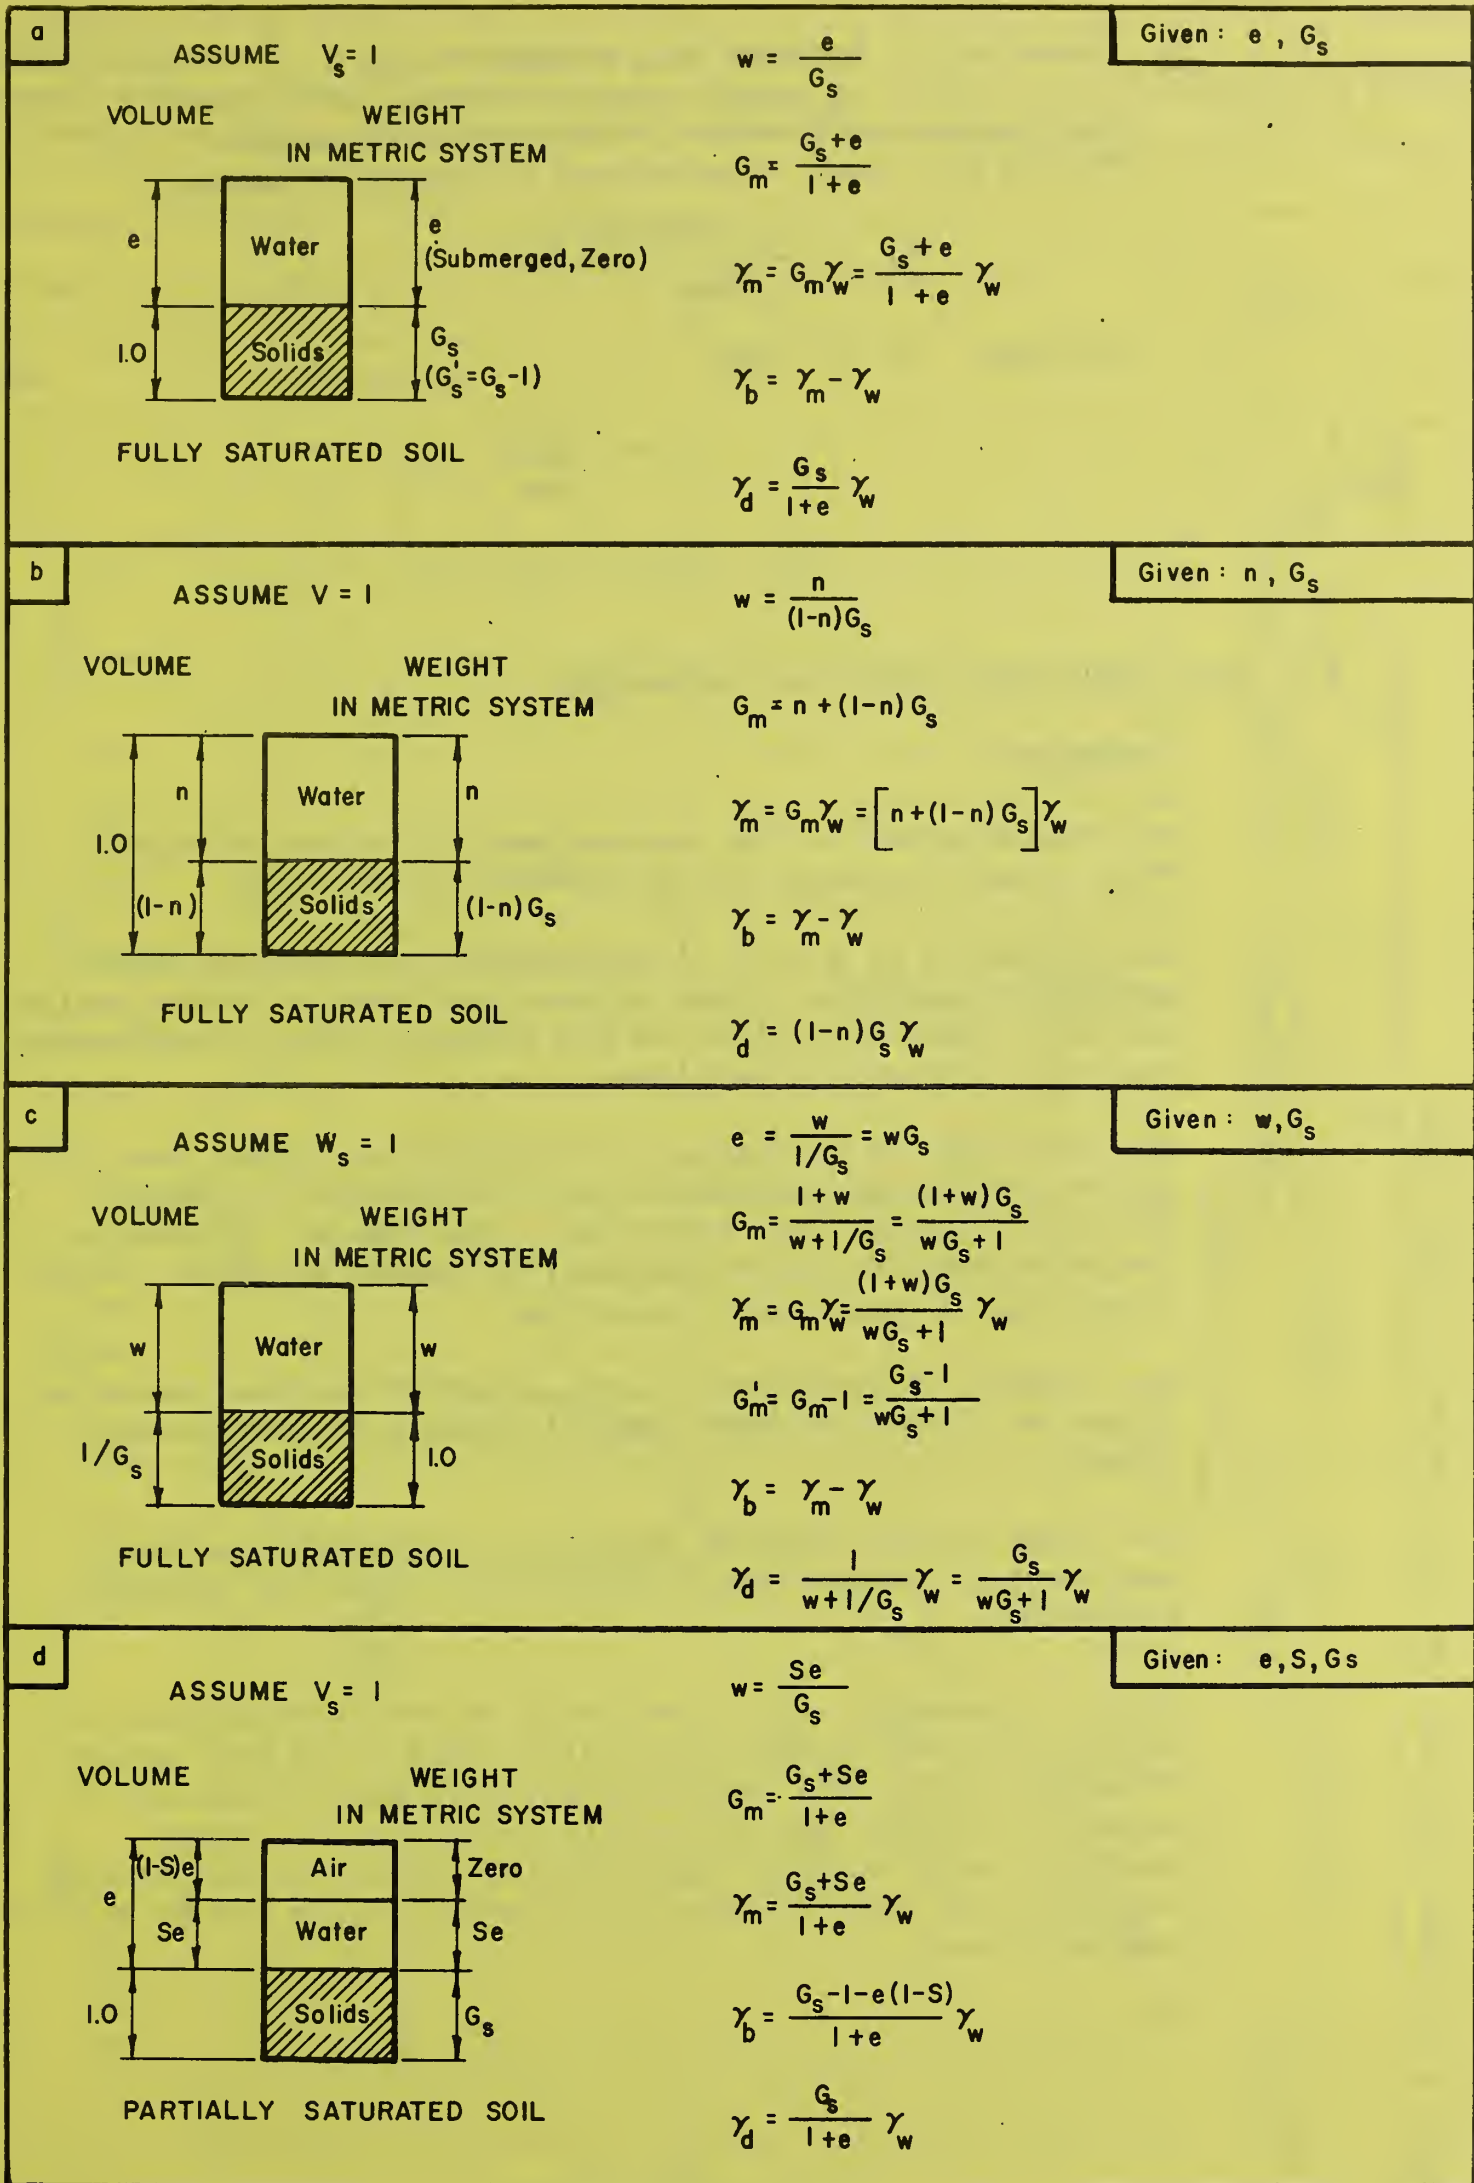 a
ASSUME V_s = 1
Given: e, G_s
VOLUME WEIGHT
IN METRIC SYSTEM
e
Water
e
(Submerged, Zero)
1.0
Solids
G_s
(G_s' = G_s-1)
FULLY SATURATED SOIL
w = e / G_s
G_m = (G_s + e) / (1 + e)
γ_m = G_m γ_w = (G_s + e) / (1 + e) γ_w
γ_b = γ_m - γ_w
γ_d = G_s / (1+e) γ_w
b
ASSUME V = 1
Given: n, G_s
VOLUME WEIGHT
IN METRIC SYSTEM
1.0
n
Water
n
(1-n)
Solids
(1-n) G_s
FULLY SATURATED SOIL
w = n / (1-n)G_s
G_m = n + (1-n) G_s
γ_m = G_m γ_w = [n+(1-n) G_s] γ_w
γ_b = γ_m - γ_w
γ_d = (1-n) G_s γ_w
c
ASSUME W_s = 1
Given: w, G_s
VOLUME WEIGHT
IN METRIC SYSTEM
w
Water
w
1/G_s
Solids
1.0
FULLY SATURATED SOIL
e = w / (1/G_s) = wG_s
G_m = (1+w) / (w+1/G_s) = (1+w)G_s / (wG_s+1)
γ_m = G_m γ_w = (1+w)G_s / (wG_s+1) γ_w
G_m' = G_m-1 = (G_s-1) / (wG_s+1)
γ_b = γ_m - γ_w
γ_d = 1 / (w+1/G_s) γ_w = G_s / (wG_s+1) γ_w
d
ASSUME V_s = 1
Given: e, S, Gs
VOLUME WEIGHT
IN METRIC SYSTEM
e
(1-S)e
Air
Zero
Se
Water
Se
1.0
Solids
G_s
PARTIALLY SATURATED SOIL
w = Se / G_s
G_m = (G_s+Se) / (1+e)
γ_m = (G_s+Se) / (1+e) γ_w
γ_b = (G_s-1-e(1-S)) / (1+e) γ_w
γ_d = G_s / (1+e) γ_w